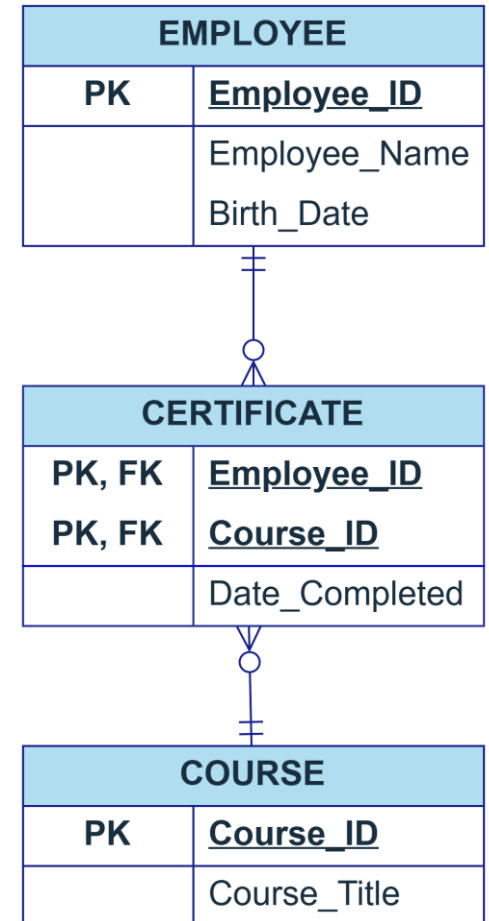 EMPLOYEE
PK Employee_ID
Employee_Name
Birth_Date
CERTIFICATE
PK, FK Employee_ID
PK, FK Course_ID
Date_Completed
COURSE
PK Course_ID
Course_Title